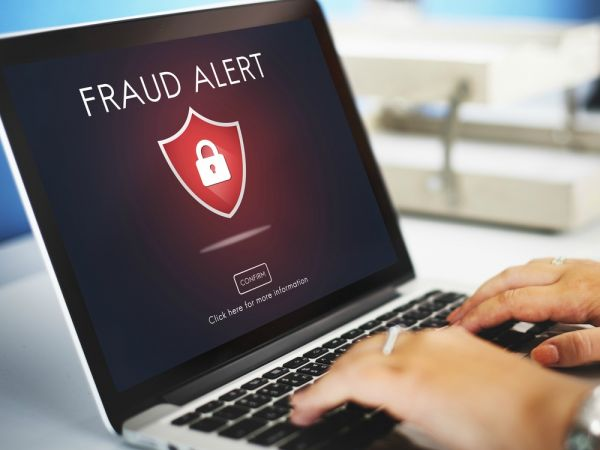 FRAUD ALERT
CONFIRM
Click here for more information